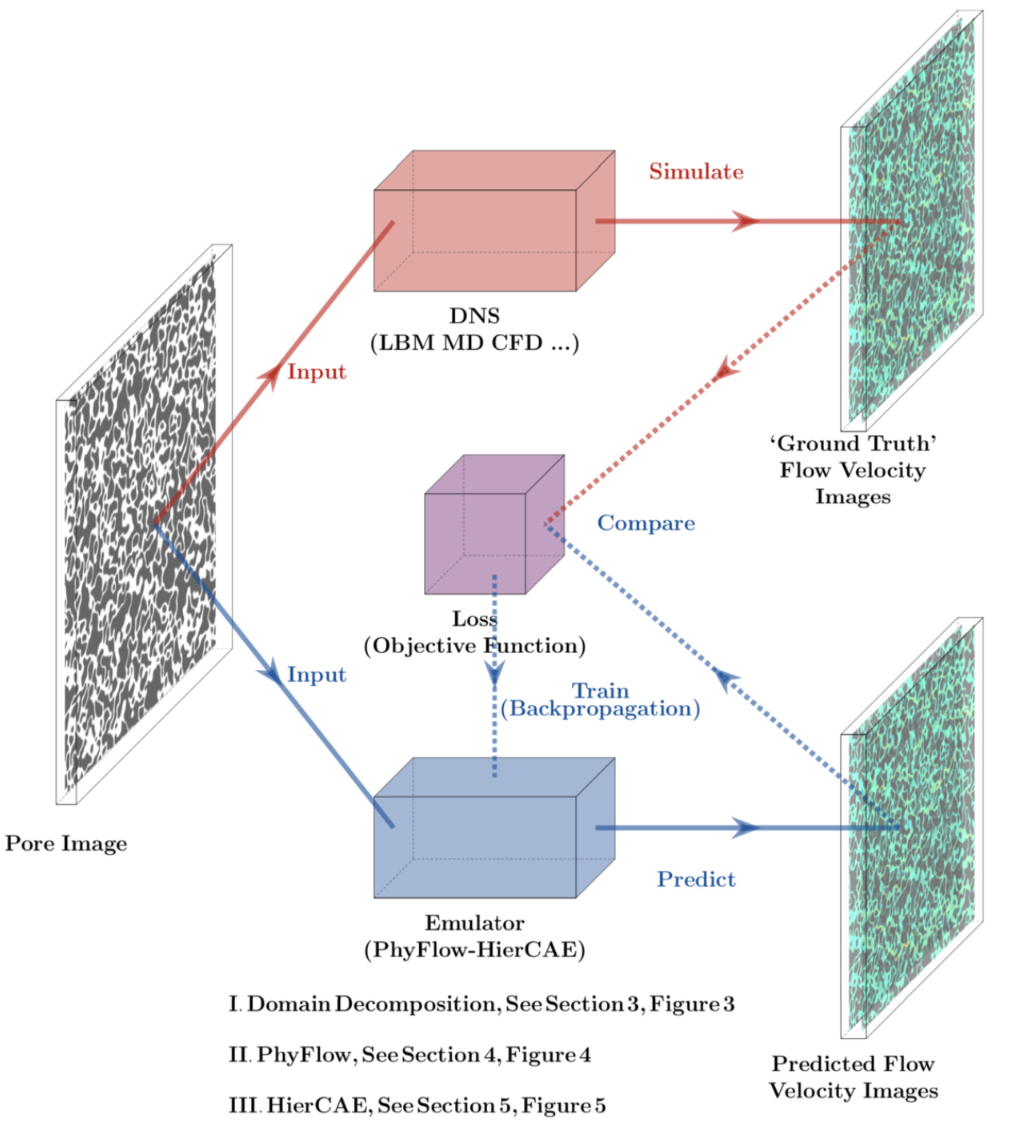 Simulate
DNS
(LBM MD CFD ...)
Input
‘Ground Truth’
Flow Velocity
Images
Compare
Loss
(Objective Function)
Input
Train
(Backpropagation)
Pore Image
Predict
Emulator
(PhyFlow-HierCAE)
I. Domain Decomposition, See Section 3, Figure 3
II. PhyFlow, See Section 4, Figure 4
Predicted Flow
Velocity Images
III. HierCAE, See Section 5, Figure 5